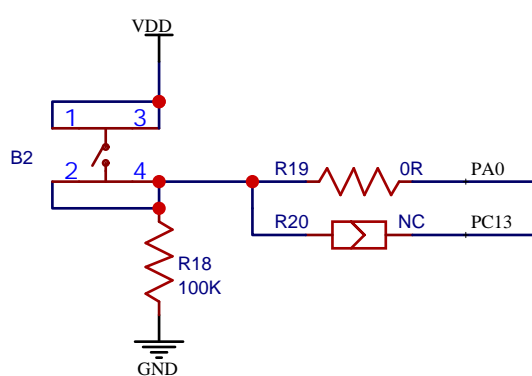 VDD
1 3
B2
2 4
R19 0R PA0
R20 NC PC13
R18
100K
GND